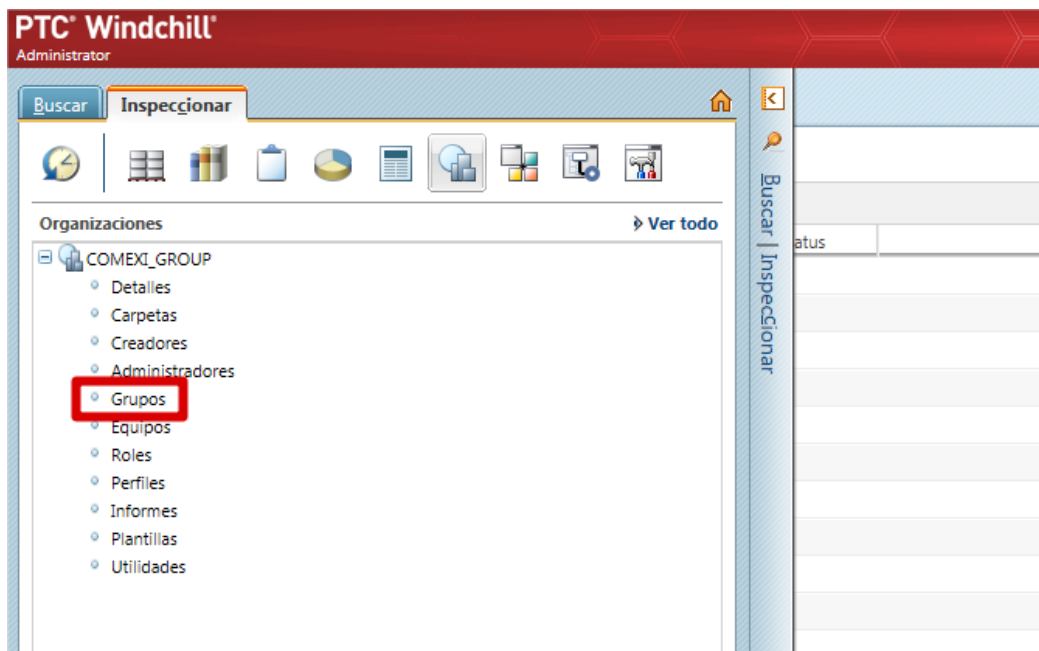 PTC® Windchill®
Administrator
Buscar Inspeccionar
Organizaciones Ver todo
COMEXI_GROUP
Detalles
Carpetas
Creadores
Administradores
Grupos
Equipos
Roles
Perfiles
Informes
Plantillas
Utilidades
Buscar | Inspeccionar
atus